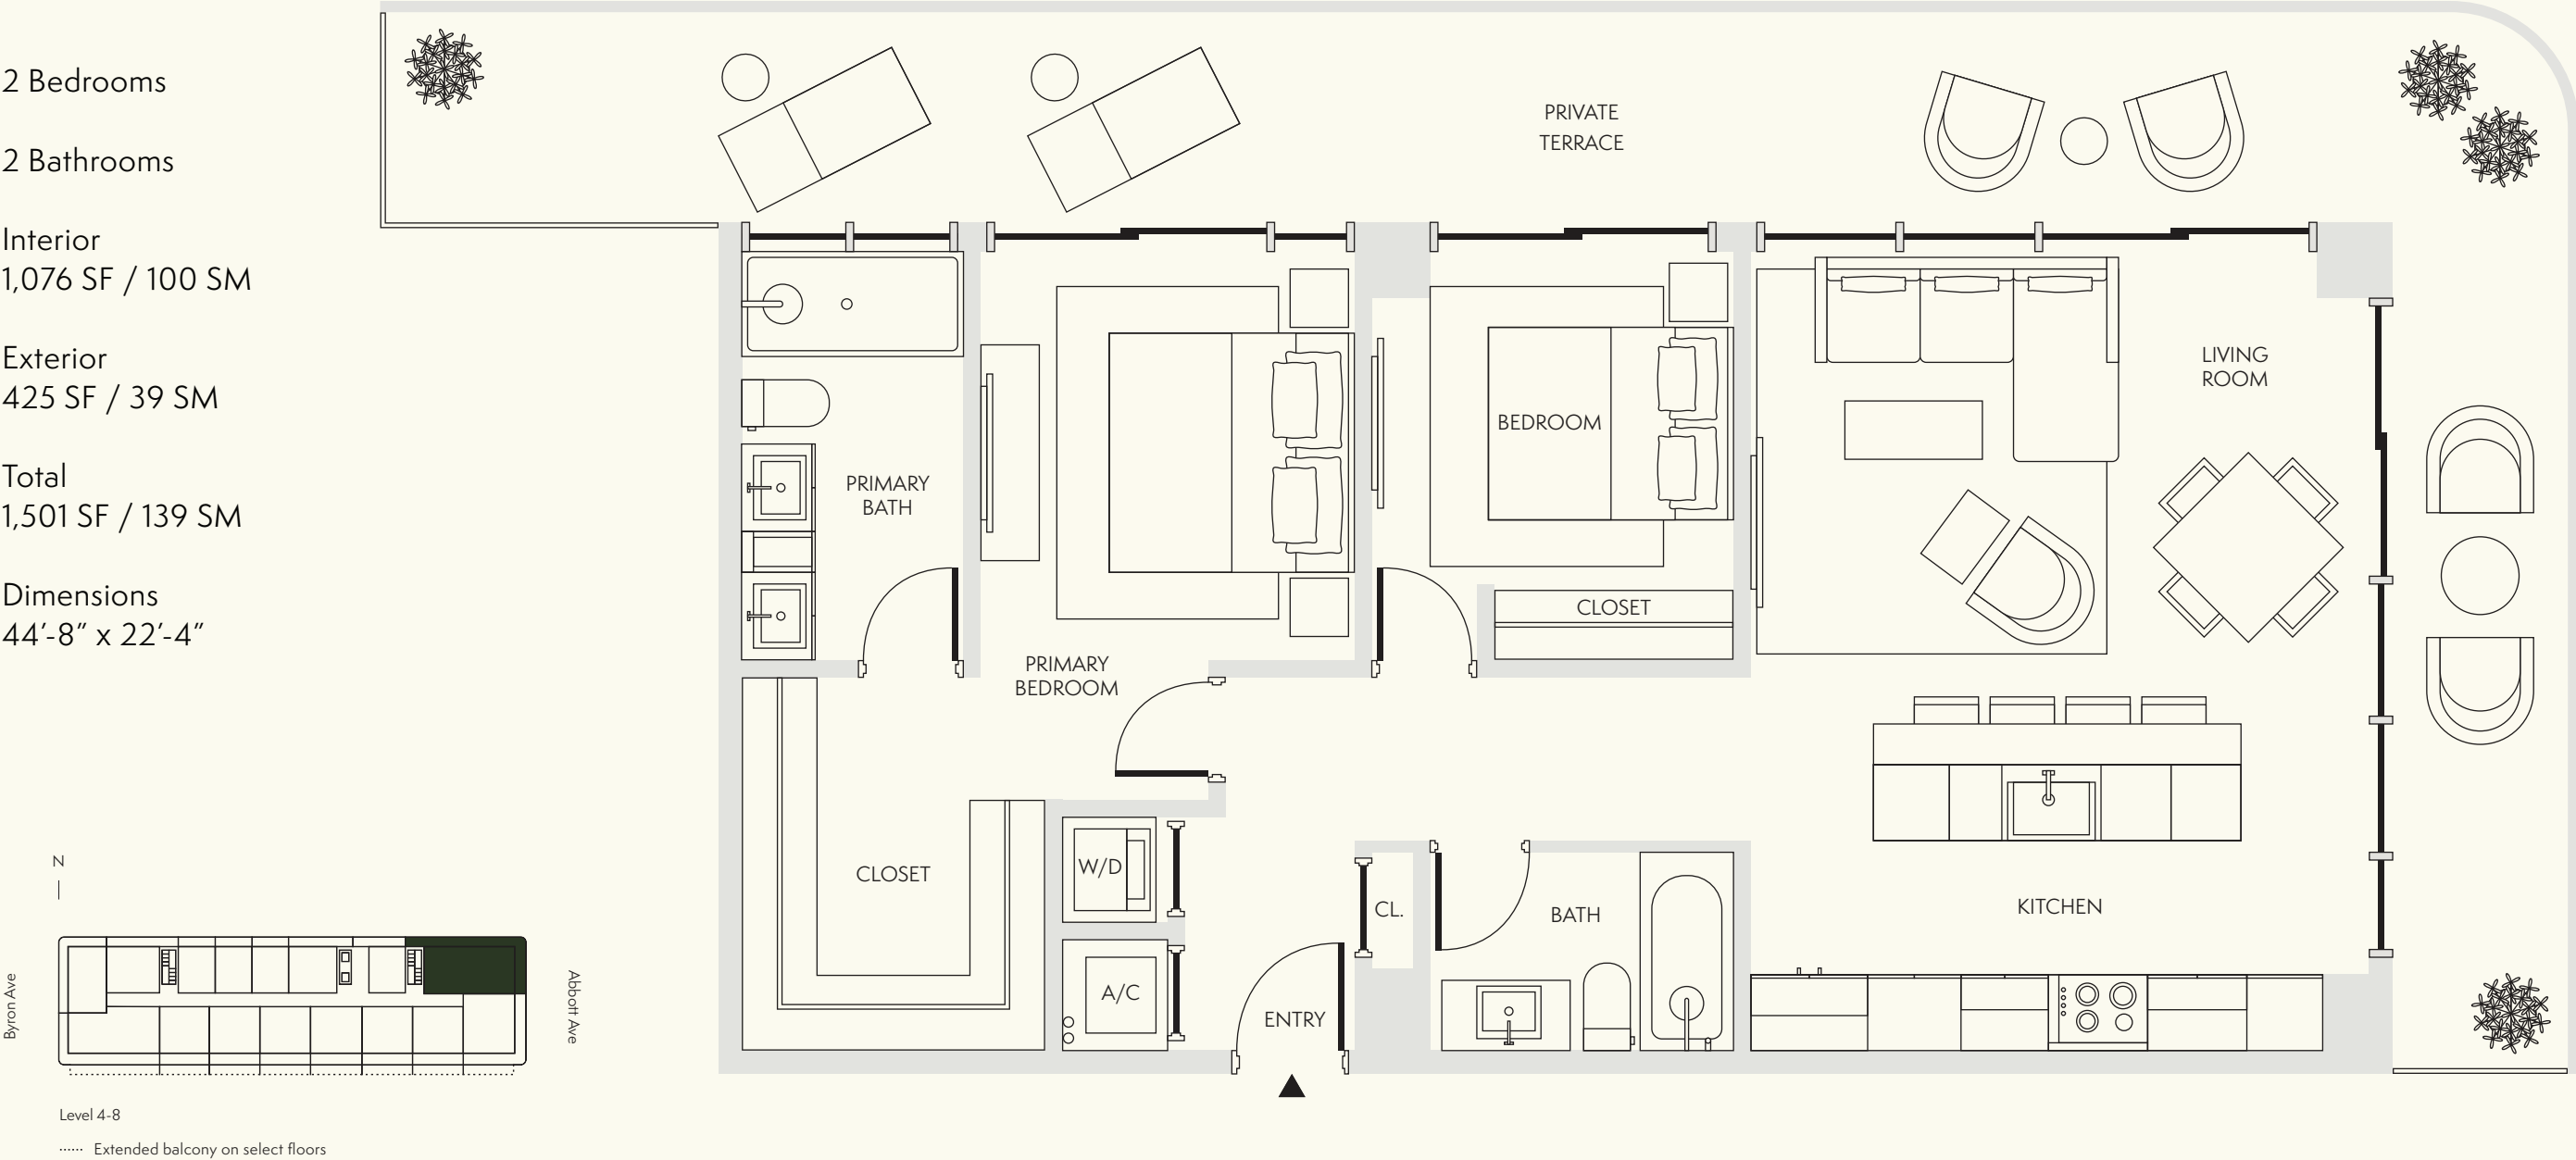 2 Bedrooms
2 Bathrooms
Interior
1,076 SF / 100 SM
Exterior
425 SF / 39 SM
Total
1,501 SF / 139 SM
Dimensions
44’-8” x 22’-4”
N
Byron Ave
Abbott Ave
Level 4-8
...... Extended balcony on select floors
PRIVATE
TERRACE
PRIMARY
BATH
PRIMARY
BEDROOM
BEDROOM
CLOSET
LIVING
ROOM
CLOSET
W/D
A/C
ENTRY
CL.
BATH
KITCHEN